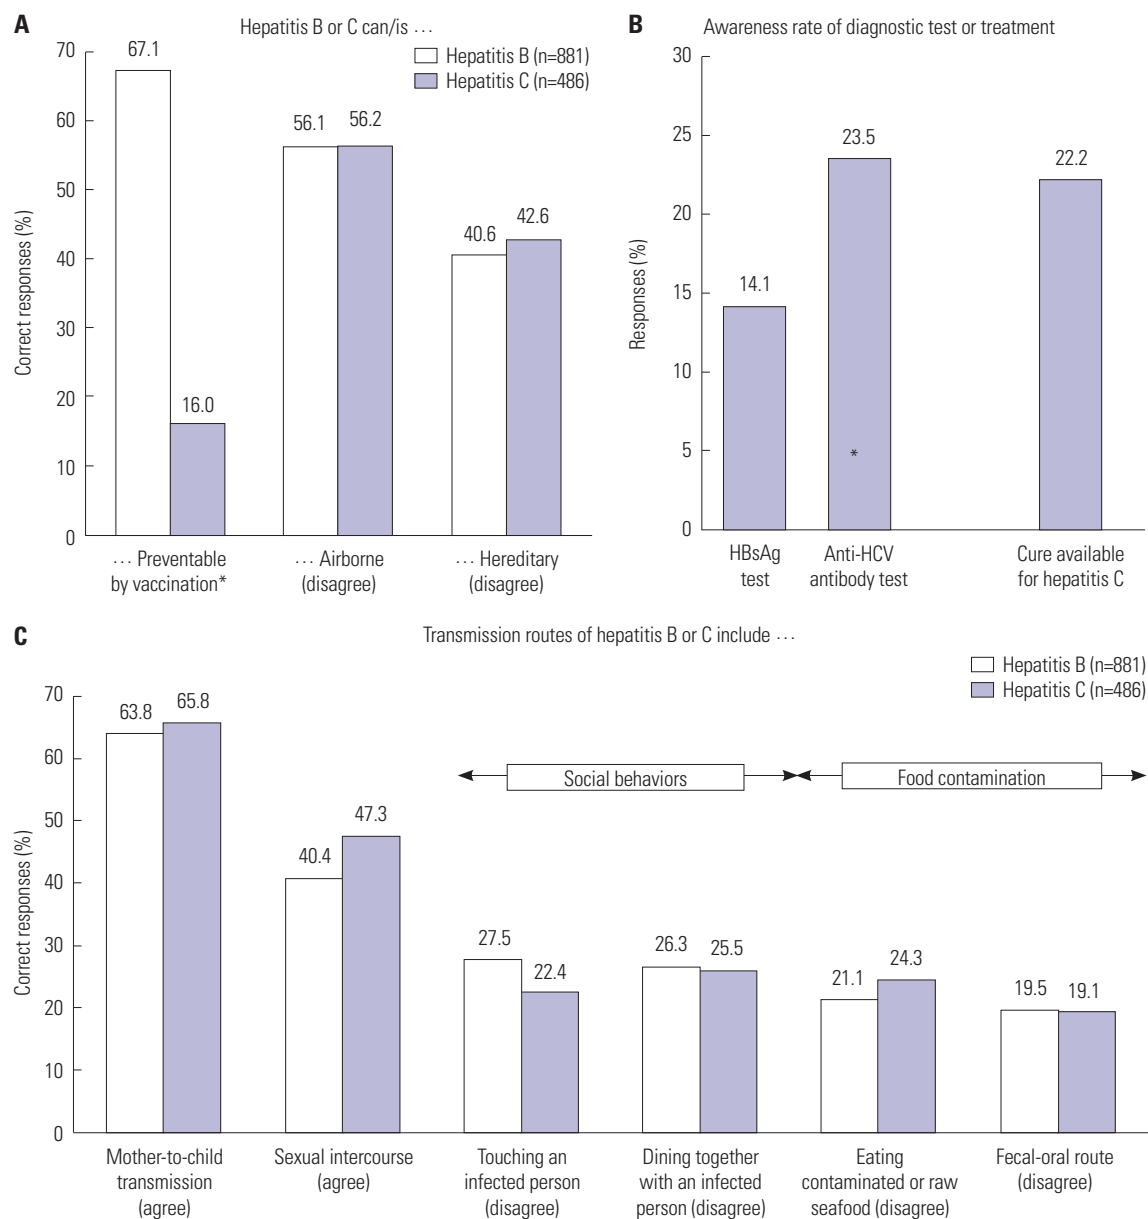 A
Hepatitis B or C can/is …
Hepatitis B (n=881)
Hepatitis C (n=486)
Correct responses (%)
70
60
50
40
30
20
10
0
67.1
16.0
56.1
56.2
40.6
42.6
… Preventable
by vaccination*
… Airborne
(disagree)
… Hereditary
(disagree)
B
Awareness rate of diagnostic test or treatment
Responses (%)
30
25
20
15
10
5
0
14.1
23.5
22.2
*
HBsAg
test
Anti-HCV
antibody test
Cure available
for hepatitis C
C
Transmission routes of hepatitis B or C include …
Hepatitis B (n=881)
Hepatitis C (n=486)
Social behaviors
Food contamination
Correct responses (%)
70
60
50
40
30
20
10
0
63.8
65.8
40.4
47.3
27.5
22.4
26.3
25.5
21.1
24.3
19.5
19.1
Mother-to-child
transmission
(agree)
Sexual intercourse
(agree)
Touching an
infected person
(disagree)
Dining together
with an infected
person (disagree)
Eating
contaminated or raw
seafood (disagree)
Fecal-oral route
(disagree)